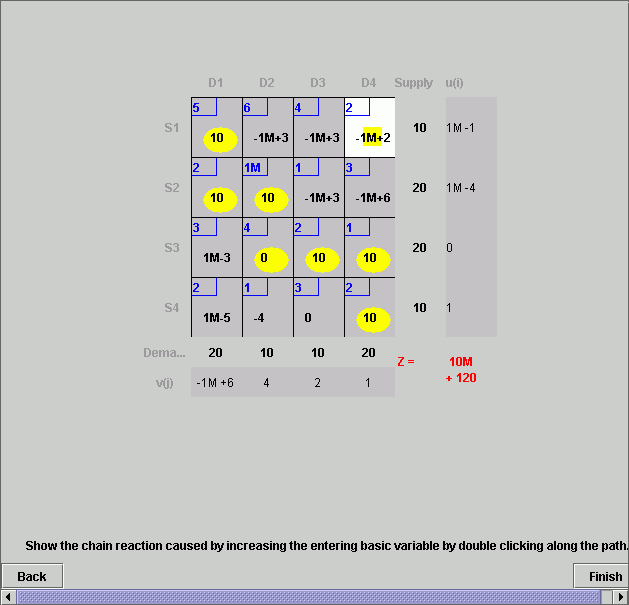 D1 D2 D3 D4 Supply u(i)
5 6 4 2
S1 10 -1M+3 -1M+3 -1M+2 10 1M -1
2 1M 1 3
S2 10 10 -1M+3 -1M+6 20 1M -4
3 4 2 1
S3 1M-3 0 10 10 20 0
2 1 3 2
S4 1M-5 -4 0 10 10 1
Dema... 20 10 10 20
Z = 10M
+ 120
v(j) -1M +6 4 2 1
Show the chain reaction caused by increasing the entering basic variable by double clicking along the path.
Back Finish